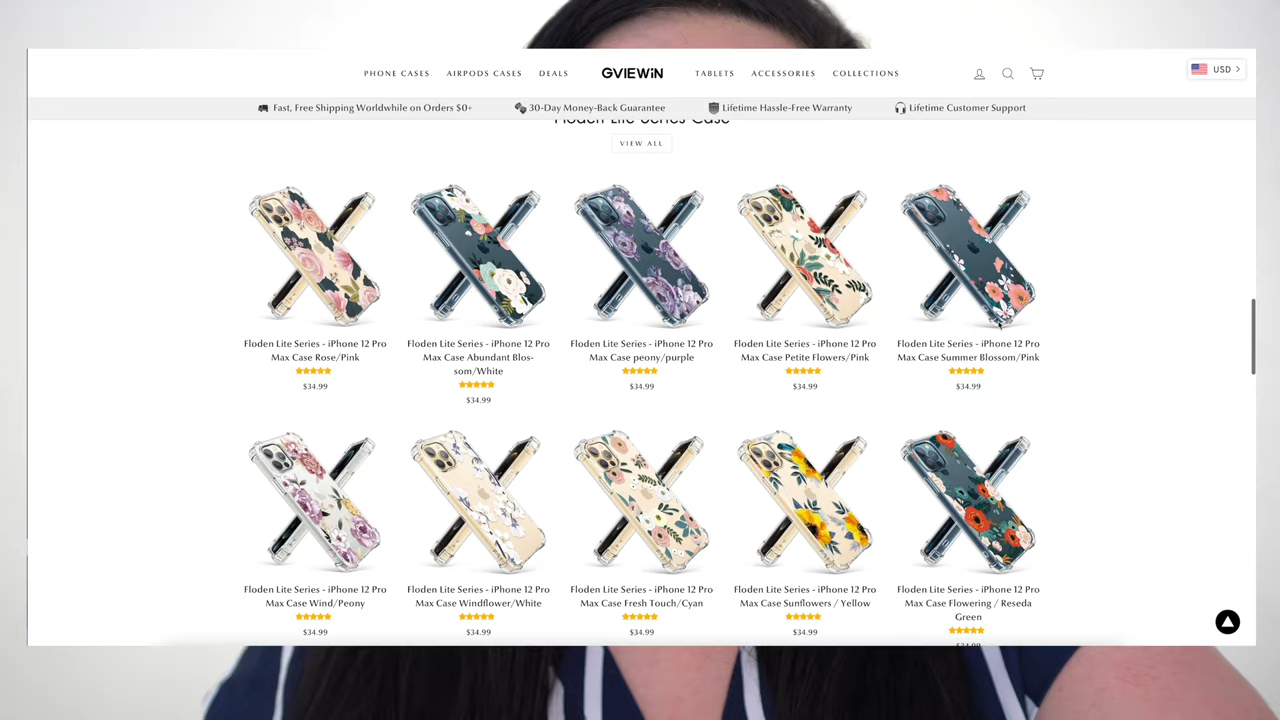 PHONE CASES AIRPODS CASES DEALS GVIEWIN TABLETS ACCESSORIES COLLECTIONS
USD
Fast, Free Shipping Worldwhile on Orders $0+ 30-Day Money-Back Guarantee Lifetime Hassle-Free Warranty Lifetime Customer Support
Floden Lite Series Case
VIEW ALL
Floden Lite Series - iPhone 12 Pro
Max Case Rose/Pink
$34.99
Floden Lite Series - iPhone 12 Pro
Max Case Abundant Blos-
som/White
$34.99
Floden Lite Series - iPhone 12 Pro
Max Case peony/purple
$34.99
Floden Lite Series - iPhone 12 Pro
Max Case Petite Flowers/Pink
$34.99
Floden Lite Series - iPhone 12 Pro
Max Case Summer Blossom/Pink
$34.99
Floden Lite Series - iPhone 12 Pro
Max Case Wind/Peony
$34.99
Floden Lite Series - iPhone 12 Pro
Max Case Windflower/White
$34.99
Floden Lite Series - iPhone 12 Pro
Max Case Fresh Touch/Cyan
$34.99
Floden Lite Series - iPhone 12 Pro
Max Case Sunflowers / Yellow
$34.99
Floden Lite Series - iPhone 12 Pro
Max Case Flowering / Reseda
Green
$34.99